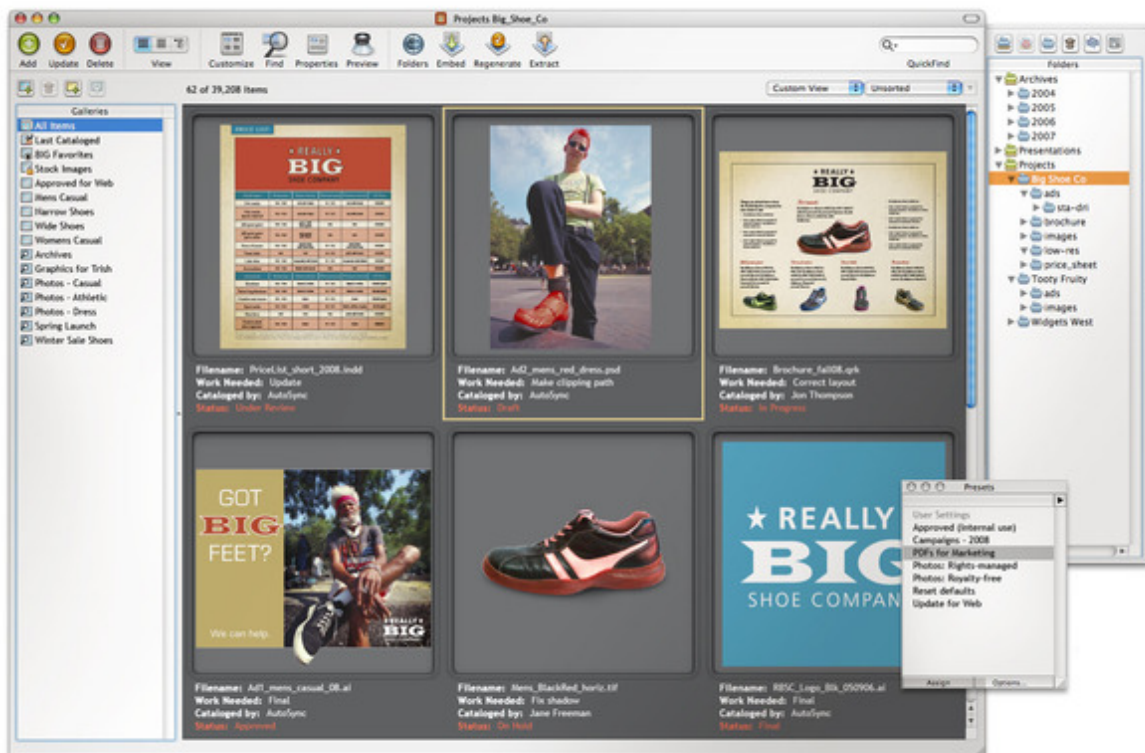 Projects Big_Shoe_Co
Add Update Delete View Customize Find Properties Preview Folders Embed Regenerate Extract QuickFind
62 of 39,208 items
Custom View
Unsorted
Galleries
All Items
Last Cataloged
BIG Favorites
Stock Images
Approved for Web
Mens Casual
Narrow Shoes
Wide Shoes
Womens Casual
Archives
Graphics for Trish
Photos - Casual
Photos - Athletic
Photos - Dress
Spring Launch
Winter Sale Shoes
PRICE LIST
REALLY
BIG
SHOE COMPANY
Filename: PriceList_short_2008.indd
Work Needed: Update
Cataloged by: AutoSync
Status: Under Review
Filename: Ad2_mens_red_dress.psd
Work Needed: Make clipping path
Cataloged by: AutoSync
Status: Draft
REALLY
BIG
SHOE COMPANY
Filename: Brochure_fall08.qrk
Work Needed: Correct layout
Cataloged by: Jon Thompson
Status: In Progress
GOT
BIG
FEET?
We can help.
REALLY
BIG
Filename: Ad1_mens_casual_08.ai
Work Needed: Final
Cataloged by: AutoSync
Status: Approved
Filename: Mens_BlackRed_horiz.tif
Work Needed: Fix shadow
Cataloged by: Jane Freeman
Status: On Hold
REALLY
BIG
SHOE COMPAN
Filename: RBSC_Logo_Blk_050906.ai
Work Needed: Final
Cataloged by: AutoSync
Status: Final
Folders
Archives
2004
2005
2006
2007
Presentations
Projects
Big Shoe Co
ads
sta-dri
brochure
images
low-res
price_sheet
Tooty Fruity
ads
images
Widgets West
Presets
User Settings
Approved (internal use)
Campaigns - 2008
PDFs for Marketing
Photos: Rights-managed
Photos: Royalty-free
Reset defaults
Update for Web
Assign
Options...